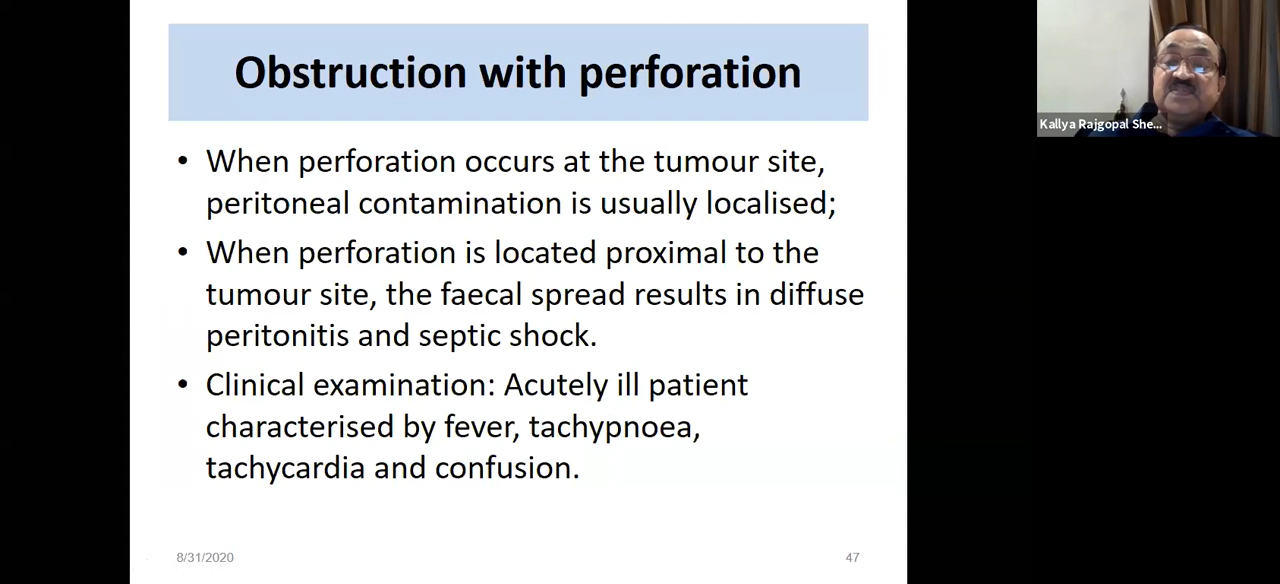 Obstruction with perforation
• When perforation occurs at the tumour site,
peritoneal contamination is usually localised;
• When perforation is located proximal to the
tumour site, the faecal spread results in diffuse
peritonitis and septic shock.
• Clinical examination: Acutely ill patient
characterised by fever, tachypnoea,
tachycardia and confusion.
8/31/2020
47
Kallya Rajgopal She...